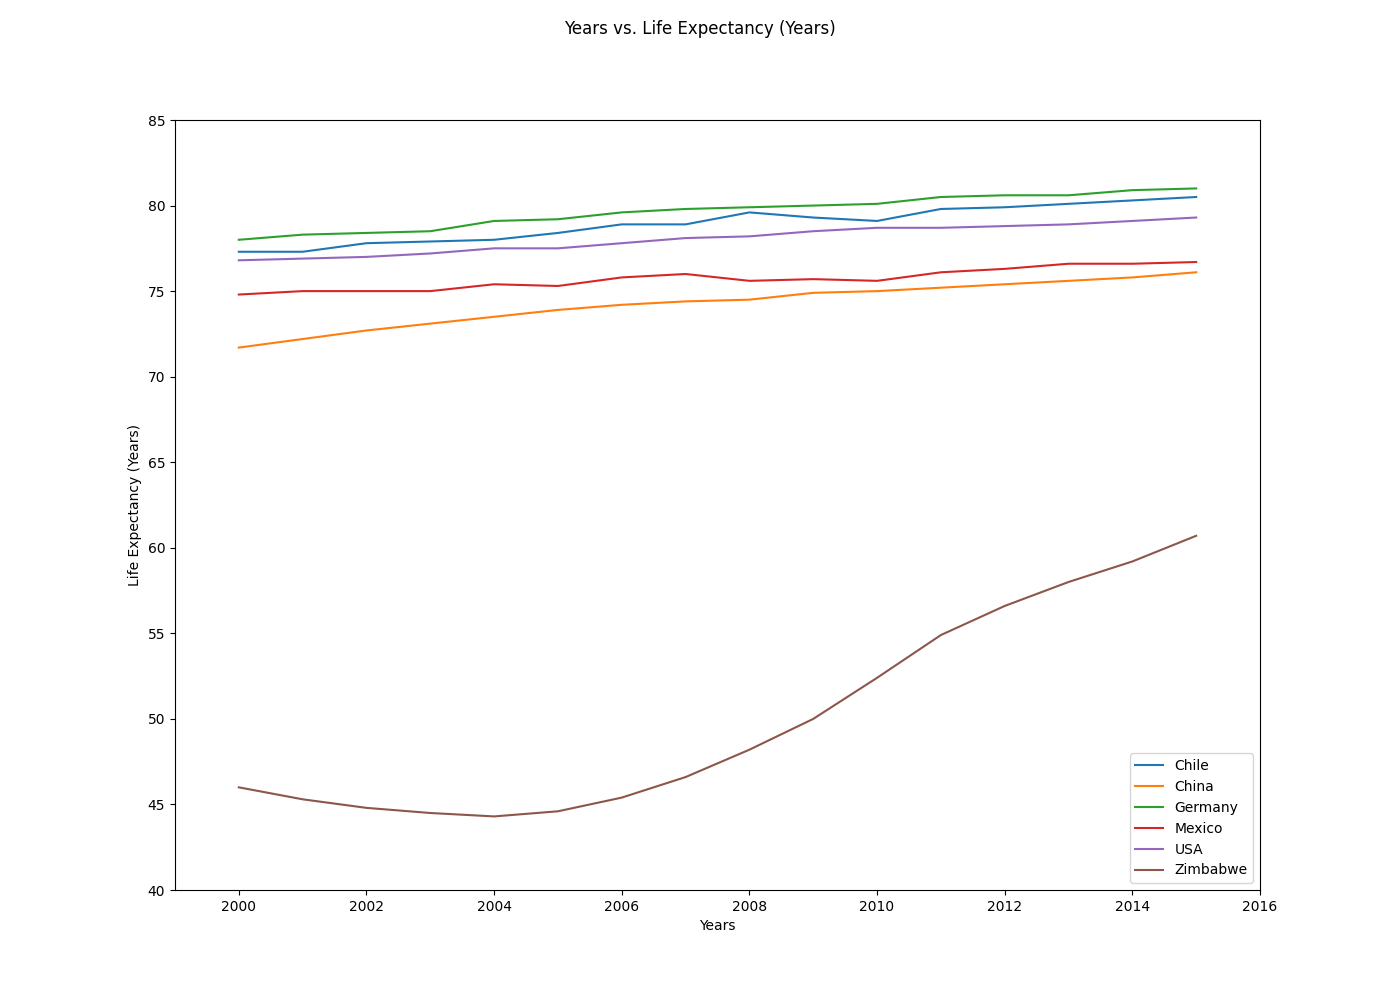 Years vs. Life Expectancy (Years)
85
80
75
70
65
60
55
50
45
40
Life Expectancy (Years)
2000 2002 2004 2006 2008 2010 2012 2014 2016
Years
Chile
China
Germany
Mexico
USA
Zimbabwe